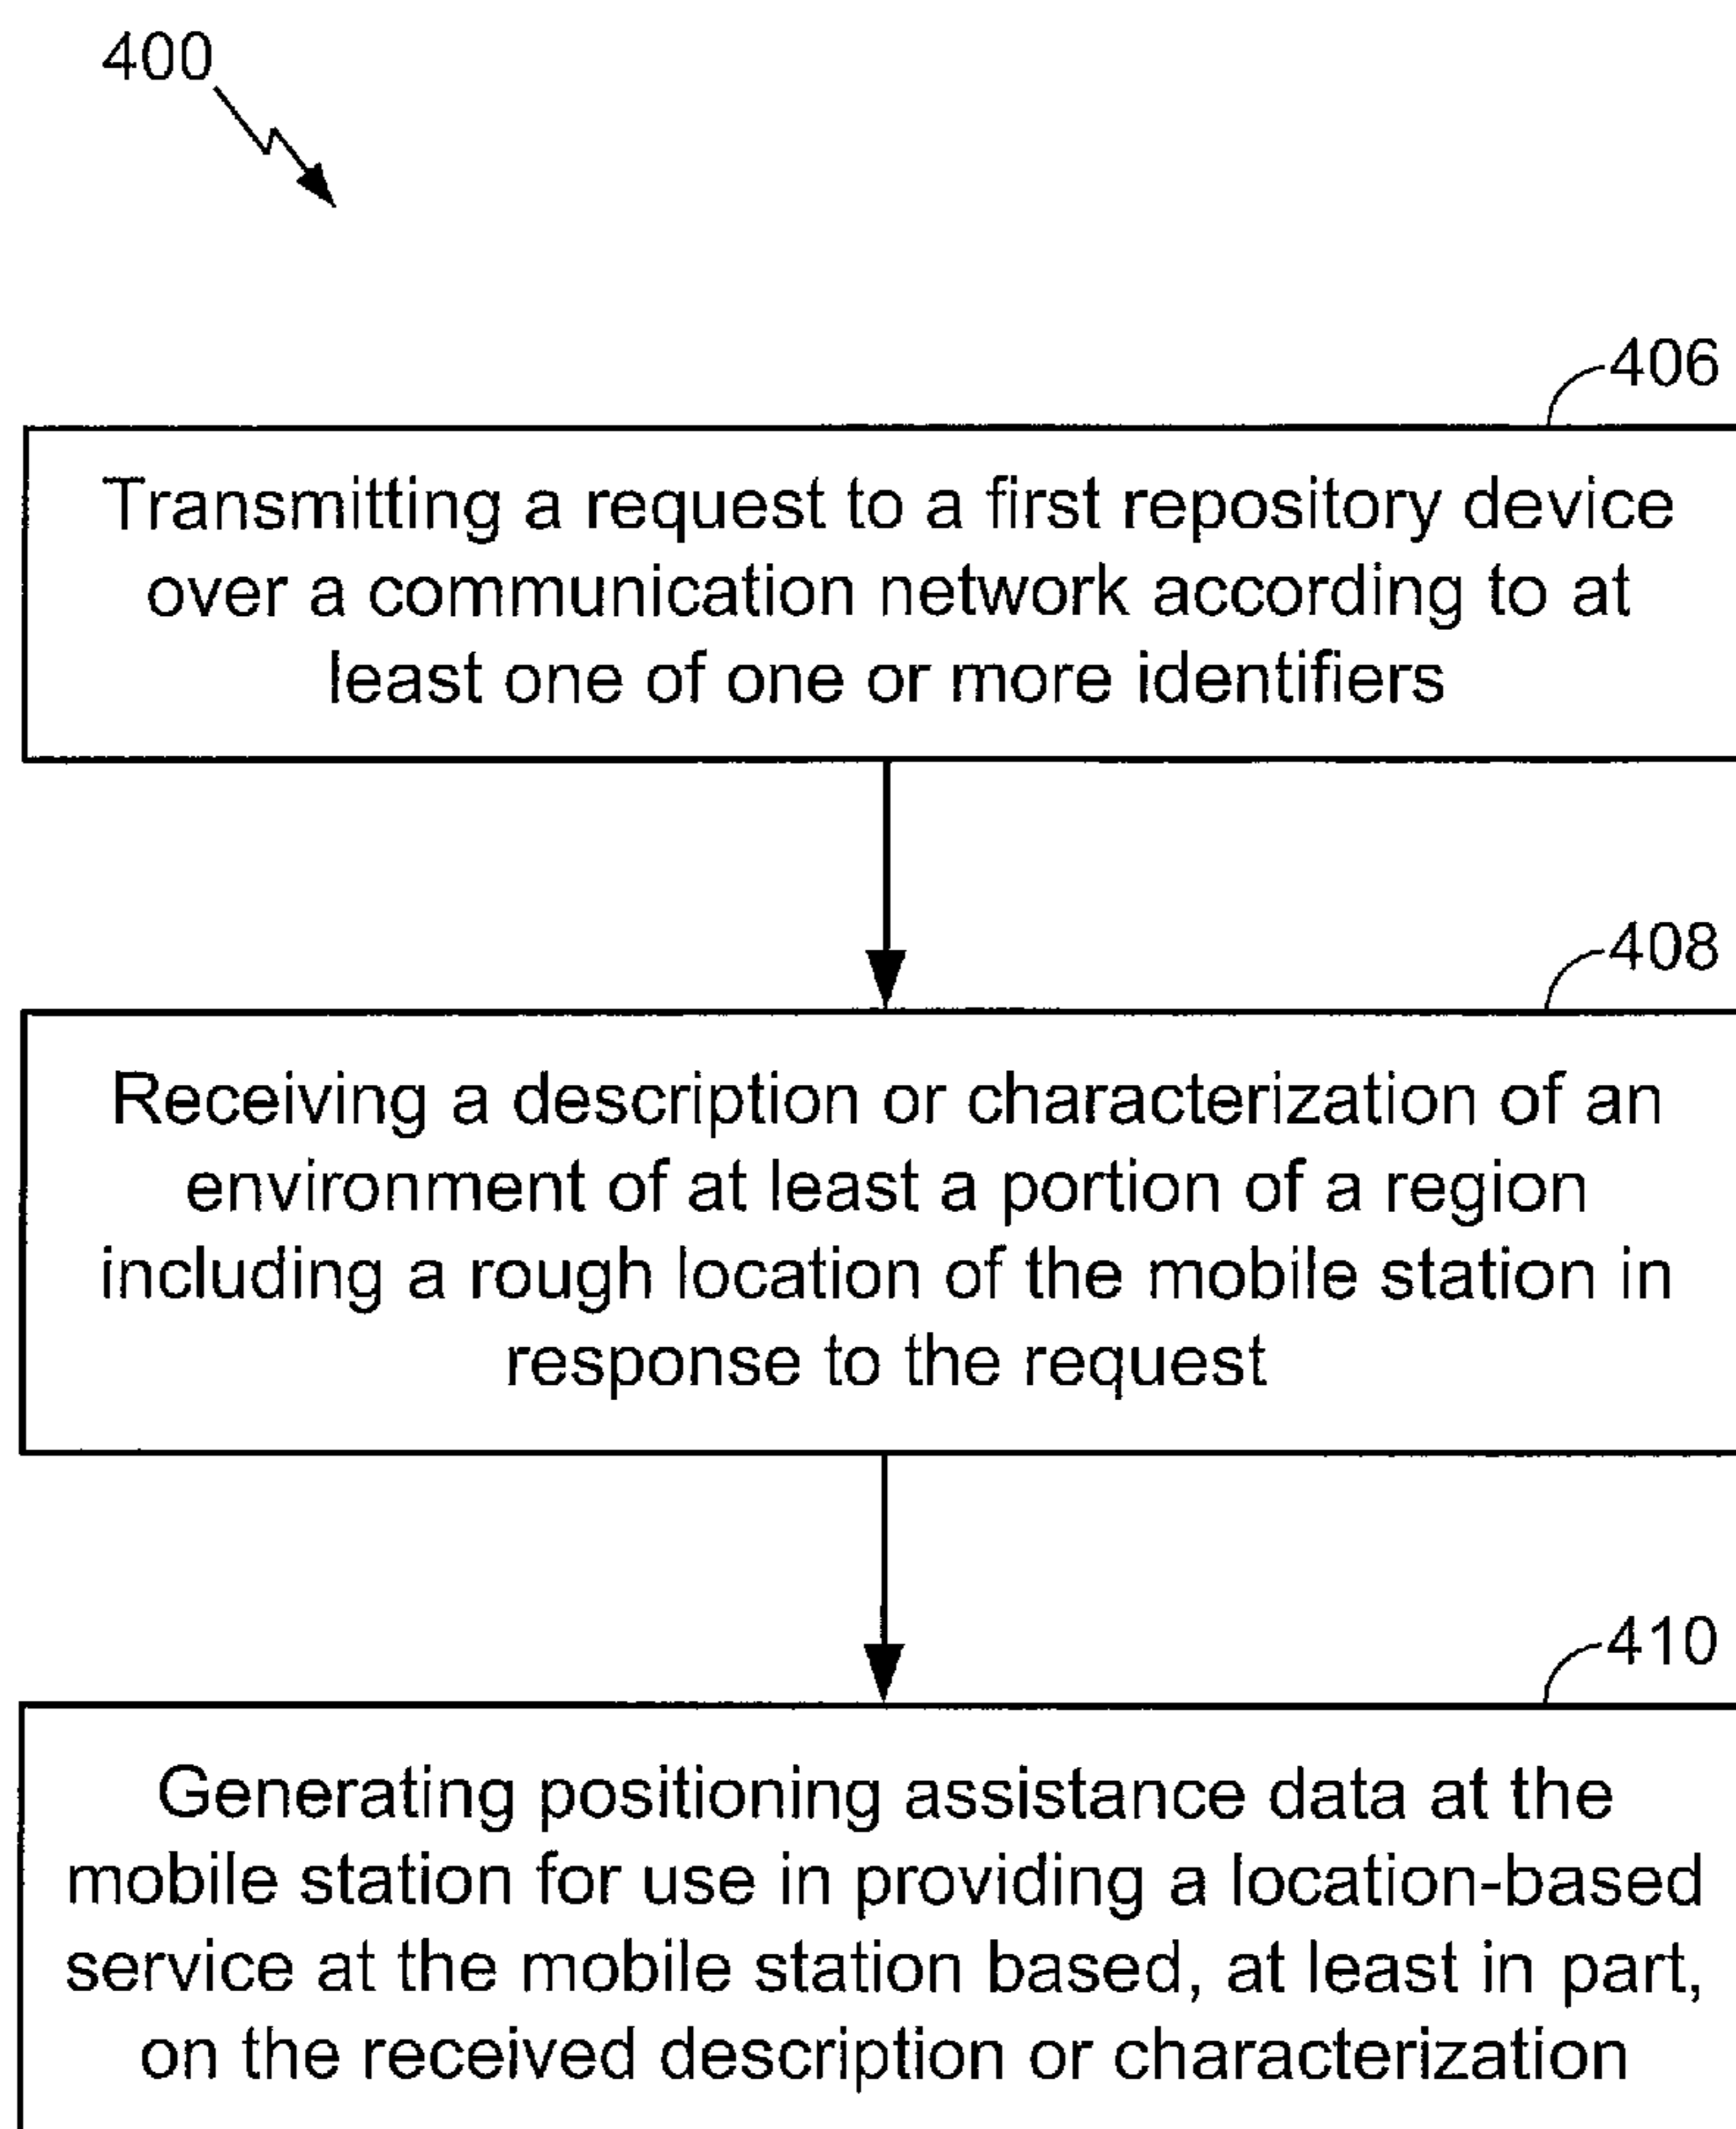 400
406
Transmitting a request to a first repository device
over a communication network according to at
least one of one or more identifiers
408
Receiving a description or characterization of an
environment of at least a portion of a region
including a rough location of the mobile station in
response to the request
410
Generating positioning assistance data at the
mobile station for use in providing a location-based
service at the mobile station based, at least in part,
on the received description or characterization